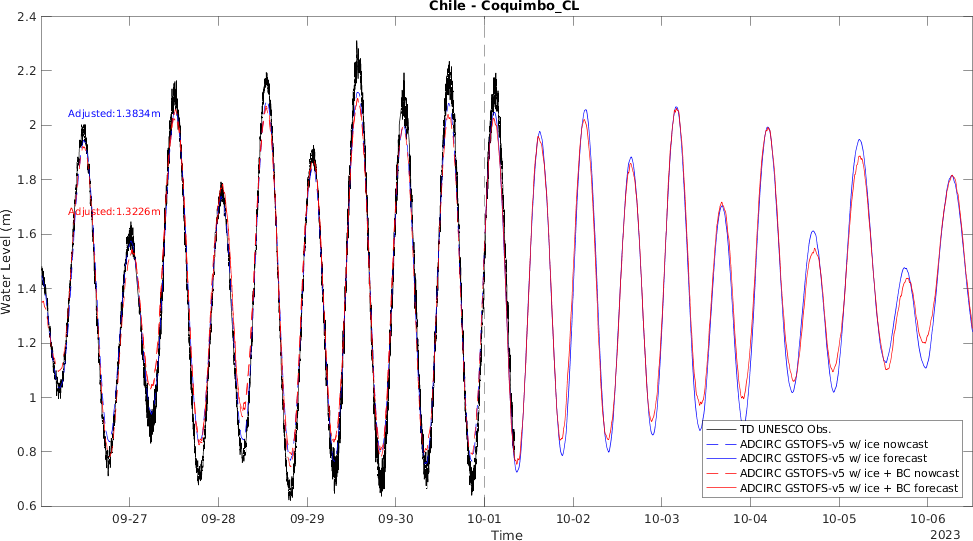 Chile - Coquimbo_CL
2.4
2.2
2
1.8
1.6
1.4
1.2
1
0.8
0.6
Water Level (m)
Adjusted:1.3834m
Adjusted:1.3226m
TD UNESCO Obs.
ADCIRC GSTOFS-v5 w/ ice nowcast
ADCIRC GSTOFS-v5 w/ ice forecast
ADCIRC GSTOFS-v5 w/ ice + BC nowcast
ADCIRC GSTOFS-v5 w/ ice + BC forecast
09-27 09-28 09-29 09-30 10-01 10-02 10-03 10-04 10-05 10-06
2023
Time